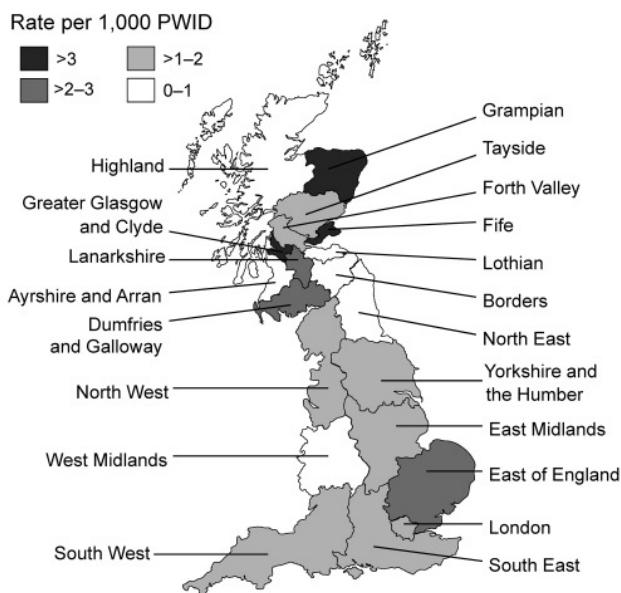 Rate per 1,000 PWID
>3
>1–2
>2–3
0–1
Grampian
Tayside
Highland
Forth Valley
Greater Glasgow
and Clyde
Fife
Lanarkshire
Lothian
Ayrshire and Arran
Borders
Dumfries
and Galloway
North East
Yorkshire and
the Humber
North West
East Midlands
West Midlands
East of England
London
South West
South East